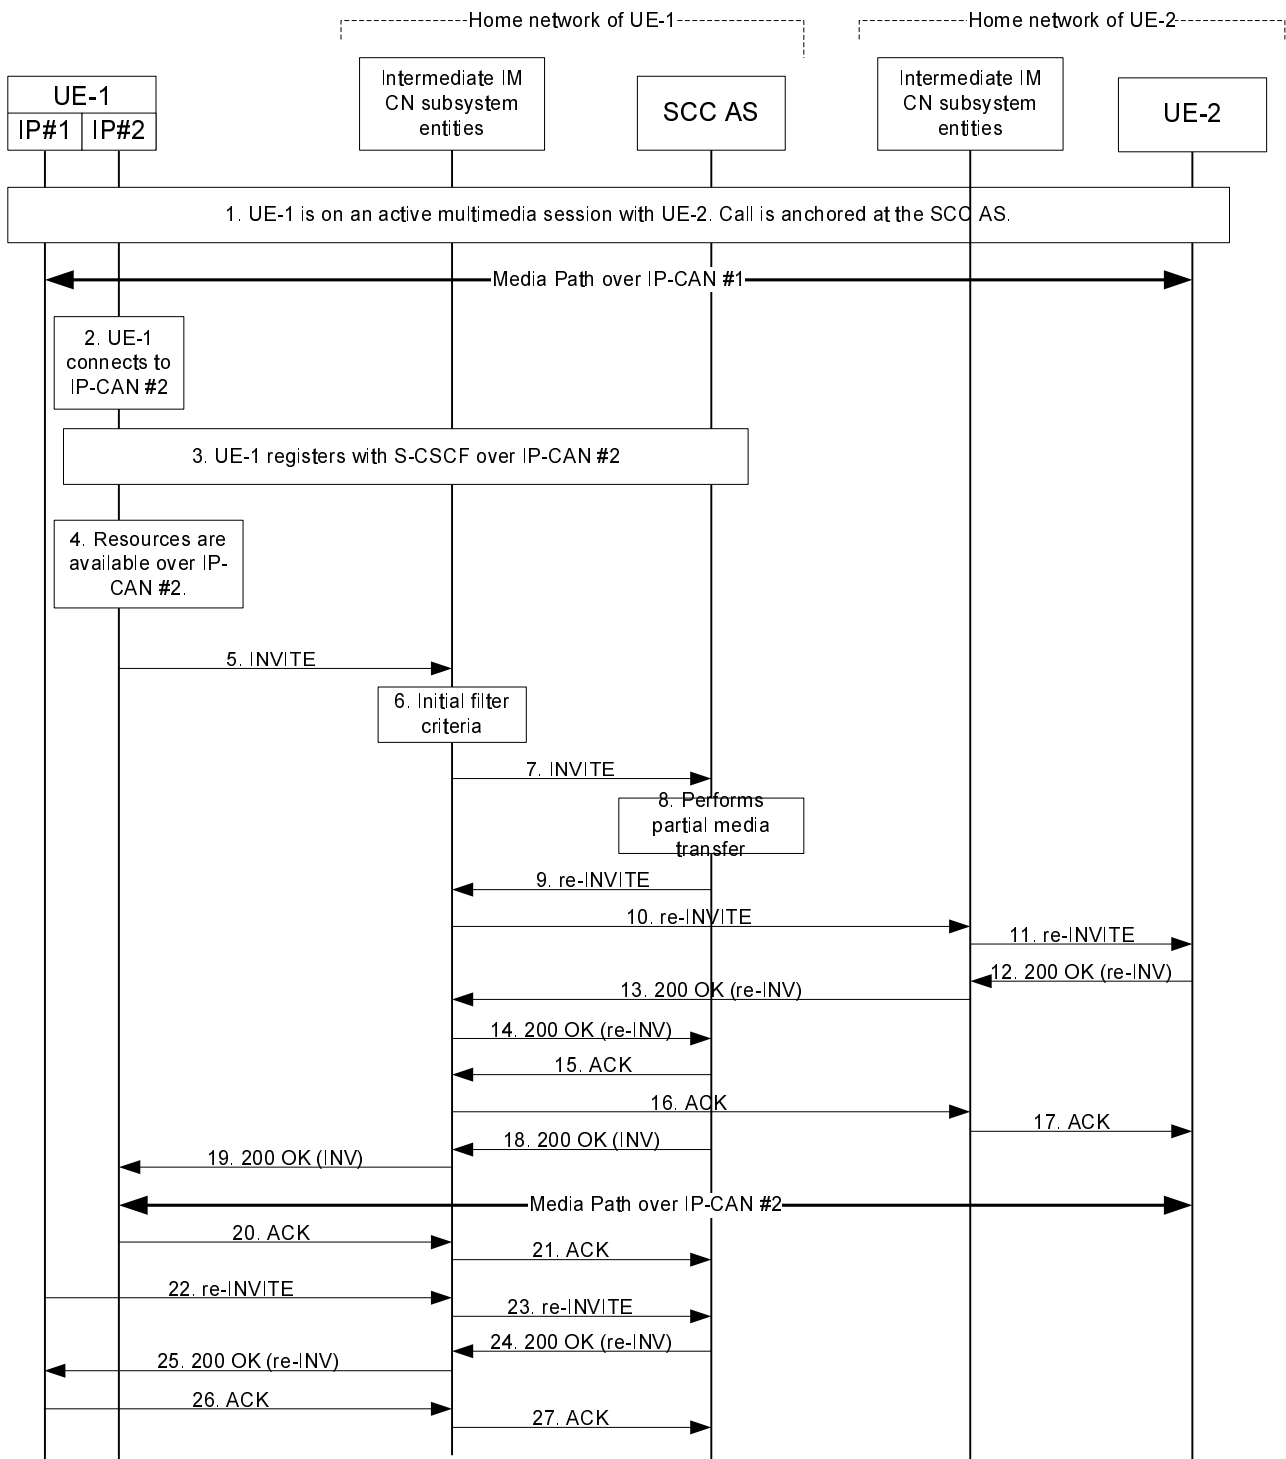 Home network of UE-1
Home network of UE-2
UE-1
IP#1
IP#2
Intermediate IM
CN subsystem
entities
SCC AS
Intermediate IM
CN subsystem
entities
UE-2
1. UE-1 is on an active multimedia session with UE-2. Call is anchored at the SCC AS.
Media Path over IP-CAN #1
2. UE-1
connects to
IP-CAN #2
3. UE-1 registers with S-CSCF over IP-CAN #2
4. Resources are
available over IP-
CAN #2.
5. INVITE
6. Initial filter
criteria
7. INVITE
8. Performs
partial media
transfer
9. re-INVITE
10. re-INVITE
11. re-INVITE
12. 200 OK (re-INV)
13. 200 OK (re-INV)
14. 200 OK (re-INV)
15. ACK
16. ACK
17. ACK
18. 200 OK (INV)
19. 200 OK (INV)
Media Path over IP-CAN #2
20. ACK
21. ACK
22. re-INVITE
23. re-INVITE
24. 200 OK (re-INV)
25. 200 OK (re-INV)
26. ACK
27. ACK